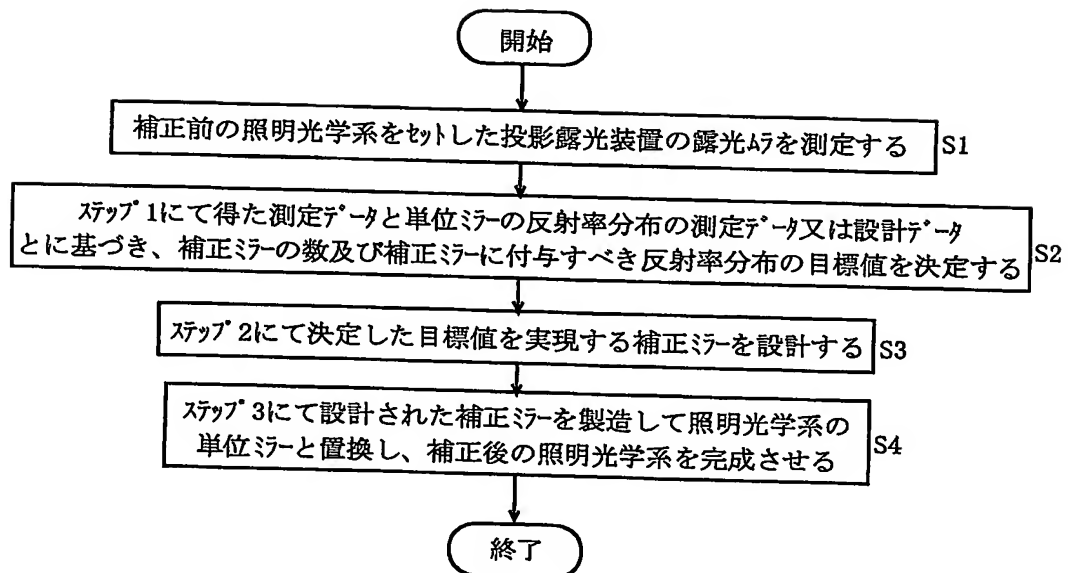 開始
補正前の照明光学系をｾｯﾄした投影露光装置の露光ﾑﾗを測定する S1
ｽﾃｯﾌﾟ1にて得た測定ﾃﾞｰﾀと単位ミラーの反射率分布の測定ﾃﾞｰﾀ又は設計ﾃﾞｰﾀ
とに基づき、補正ミラーの数及び補正ミラーに付与すべき反射率分布の目標値を決定する S2
ｽﾃｯﾌﾟ2にて決定した目標値を実現する補正ﾐﾗｰを設計する S3
ｽﾃｯﾌﾟ3にて設計された補正ﾐﾗｰを製造して照明光学系の
単位ﾐﾗｰと置換し、補正後の照明光学系を完成させる S4
終了